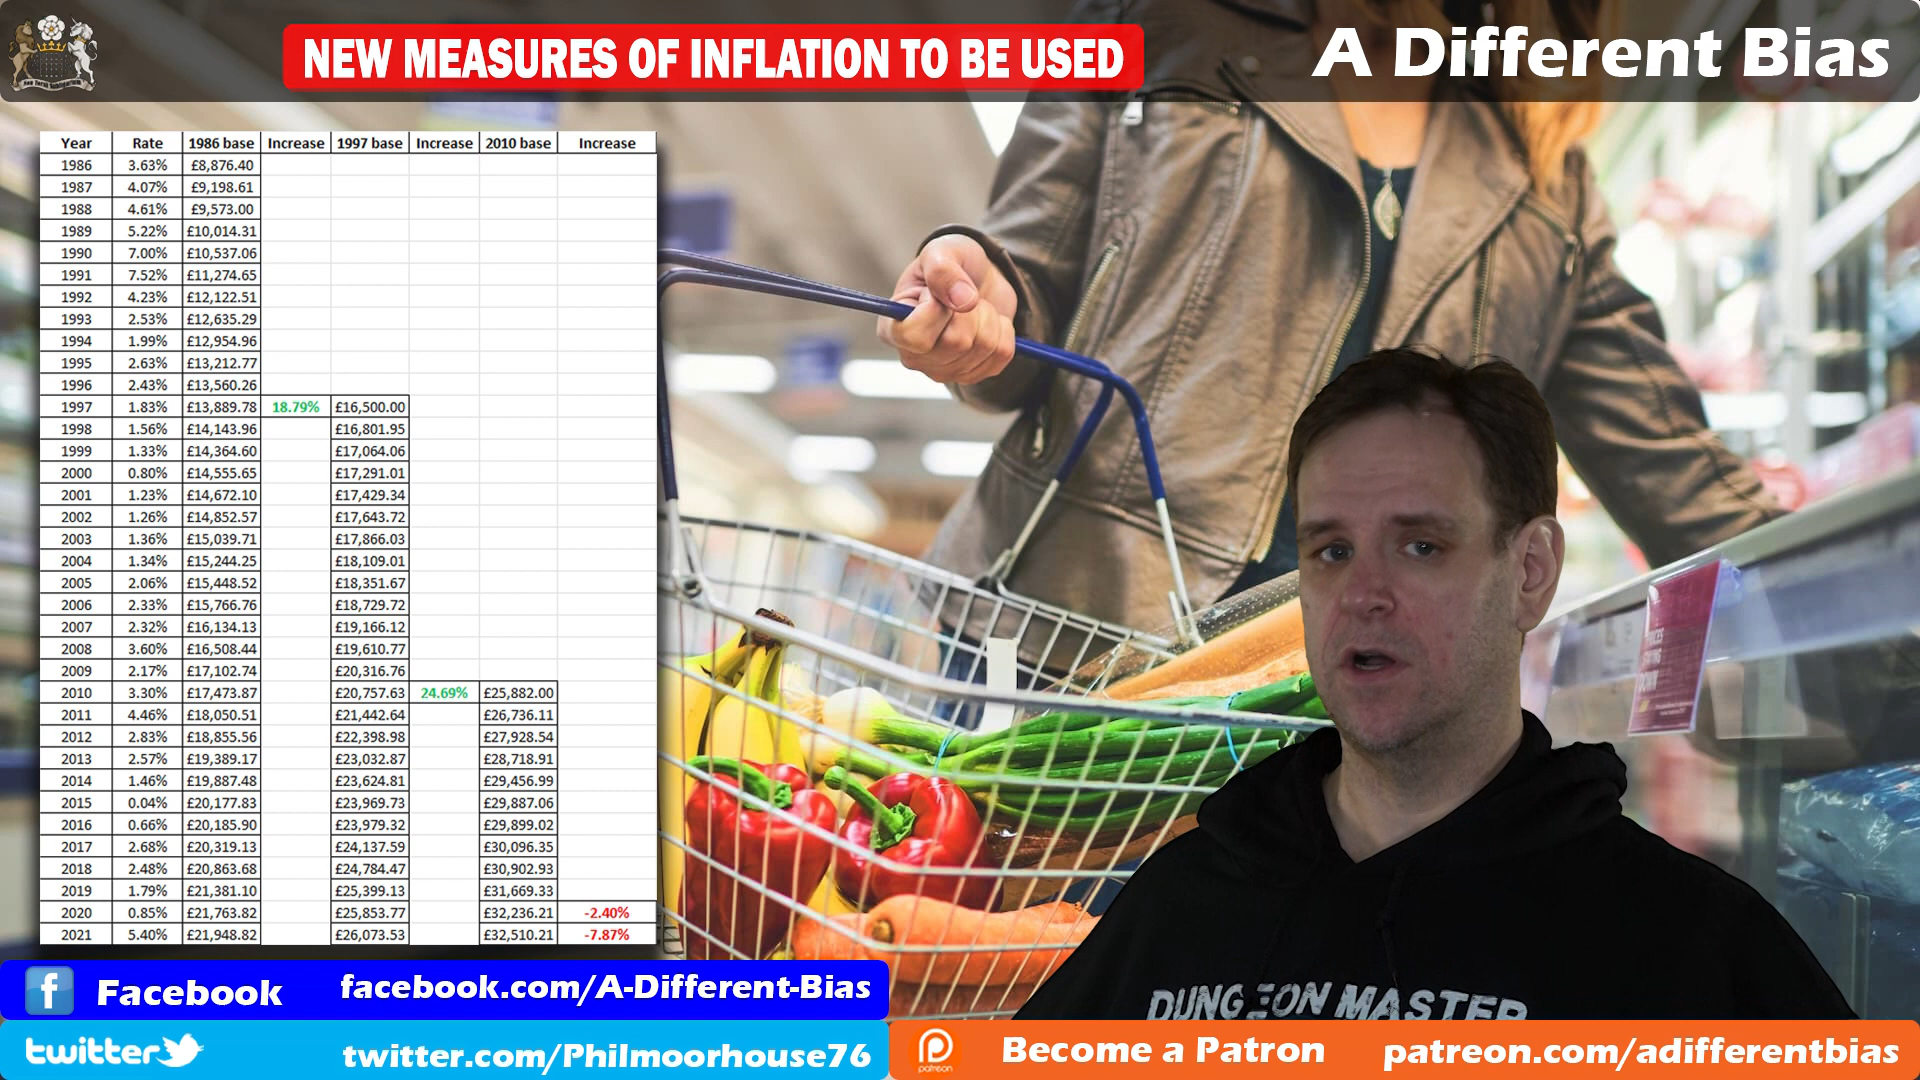 NEW MEASURES OF INFLATION TO BE USED
A Different Bias
Year Rate 1986 base Increase 1997 base Increase 2010 base Increase
1986 3.63% £8,876.40
1987 4.07% £9,198.61
1988 4.61% £9,573.00
1989 5.22% £10,014.31
1990 7.00% £10,537.06
1991 7.52% £11,274.65
1992 4.23% £12,122.51
1993 2.53% £12,635.29
1994 1.99% £12,954.96
1995 2.63% £13,212.77
1996 2.43% £13,560.26
1997 1.83% £13,889.78 18.79% £16,500.00
1998 1.56% £14,143.96 £16,801.95
1999 1.33% £14,364.60 £17,064.06
2000 0.80% £14,555.65 £17,291.01
2001 1.23% £14,672.10 £17,429.34
2002 1.26% £14,852.57 £17,643.72
2003 1.36% £15,039.71 £17,866.03
2004 1.34% £15,244.25 £18,109.01
2005 2.06% £15,448.52 £18,351.67
2006 2.33% £15,766.76 £18,729.72
2007 2.32% £16,134.13 £19,166.12
2008 3.60% £16,508.44 £19,610.77
2009 2.17% £17,102.74 £20,316.76
2010 3.30% £17,473.87 £20,757.63 24.69% £25,882.00
2011 4.46% £18,050.51 £21,442.64 £26,736.11
2012 2.83% £18,855.56 £22,398.98 £27,928.54
2013 2.57% £19,389.17 £23,032.87 £28,718.91
2014 1.46% £19,887.48 £23,624.81 £29,456.99
2015 0.04% £20,177.83 £23,969.73 £29,887.06
2016 0.66% £20,185.90 £23,979.32 £29,899.02
2017 2.68% £20,319.13 £24,137.59 £30,096.35
2018 2.48% £20,863.68 £24,784.47 £30,902.93
2019 1.79% £21,381.10 £25,399.13 £31,669.33
2020 0.85% £21,763.82 £25,853.77 £32,236.21 -2.40%
2021 5.40% £21,948.82 £26,073.53 £32,510.21 -7.87%
DUNGEON MASTER
Facebook facebook.com/A-Different-Bias
twitter twitter.com/Philmoorhouse76
patreon
Become a Patron patreon.com/adifferentbias